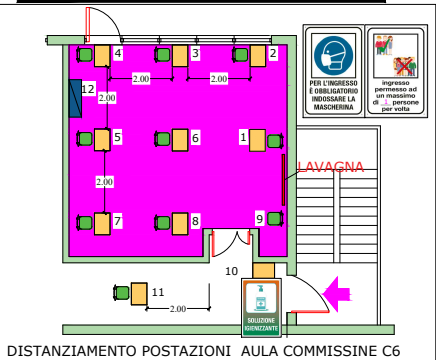 4
3
2
PER L'INGRESSO
È OBBLIGATORIO
INDOSSARE LA
MASCHERINA
ingresso
permesso ad
un massimo
di 1 persone
per volta
2.00
2.00
12
2.00
5
6
1
LAVAGNA
2.00
7
8
9
10
11
2.00
SOLUZIONE
IGIENIZZANTE
DISTANZIAMENTO POSTAZIONI AULA COMMISSINE C6